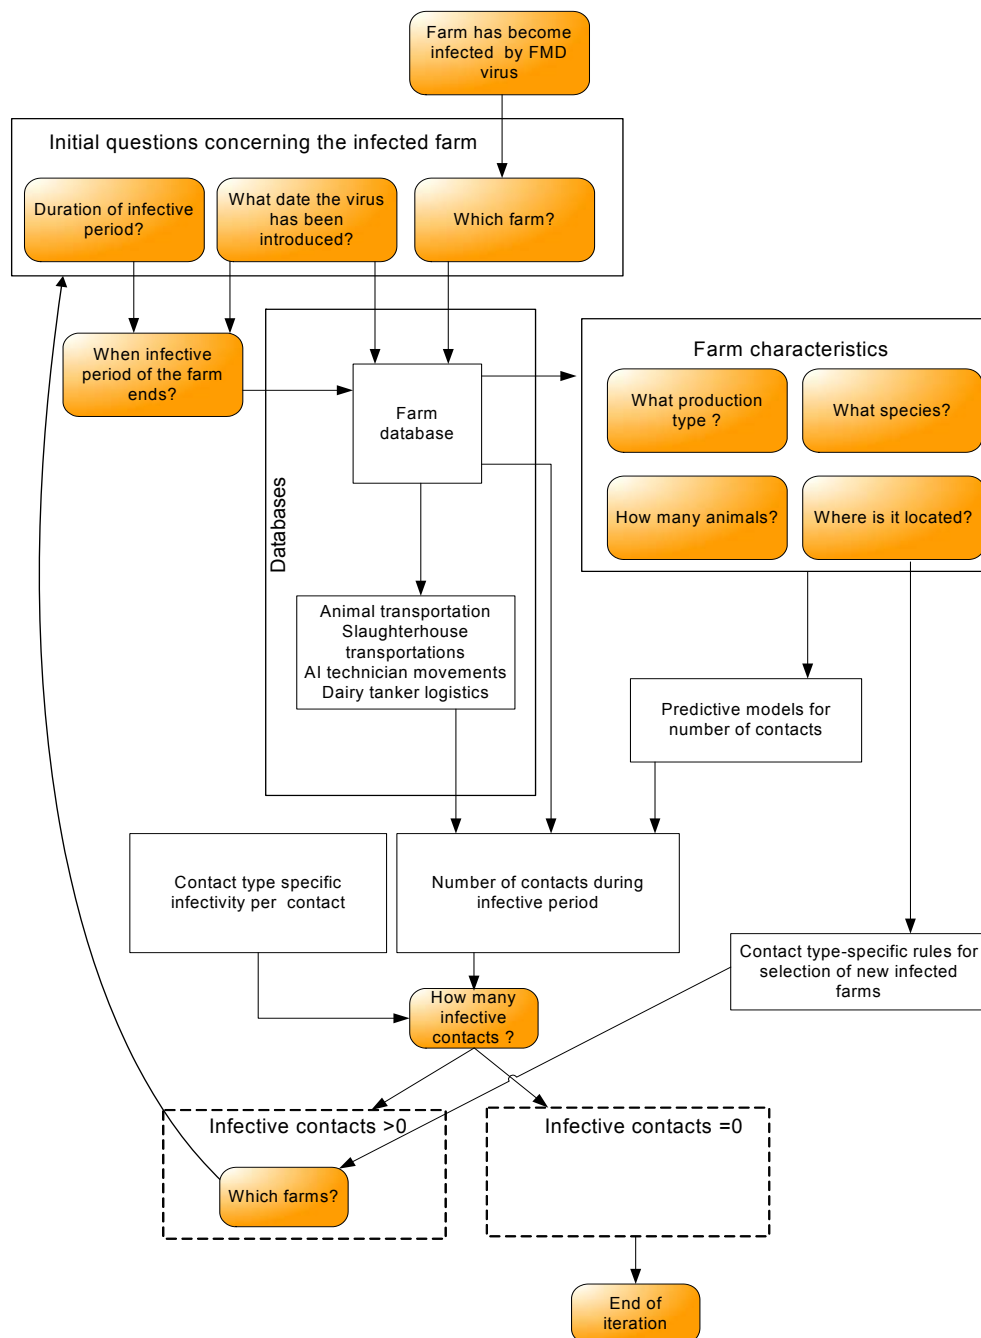 Farm has become
infected by FMD
virus
Initial questions concerning the infected farm
Duration of infective
period?
What date the virus
has been
introduced?
Which farm?
When infective
period of the farm
ends?
Farm
database
Databases
Farm characteristics
What production
type ?
What species?
How many animals?
Where is it located?
Animal transportation
Slaughterhouse
transportations
AI technician movements
Dairy tanker logistics
Predictive models for
number of contacts
Contact type specific
infectivity per contact
Number of contacts during
infective period
Contact type-specific rules for
selection of new infected
farms
How many
infective
contacts ?
Infective contacts >0
Which farms?
Infective contacts =0
End of
iteration